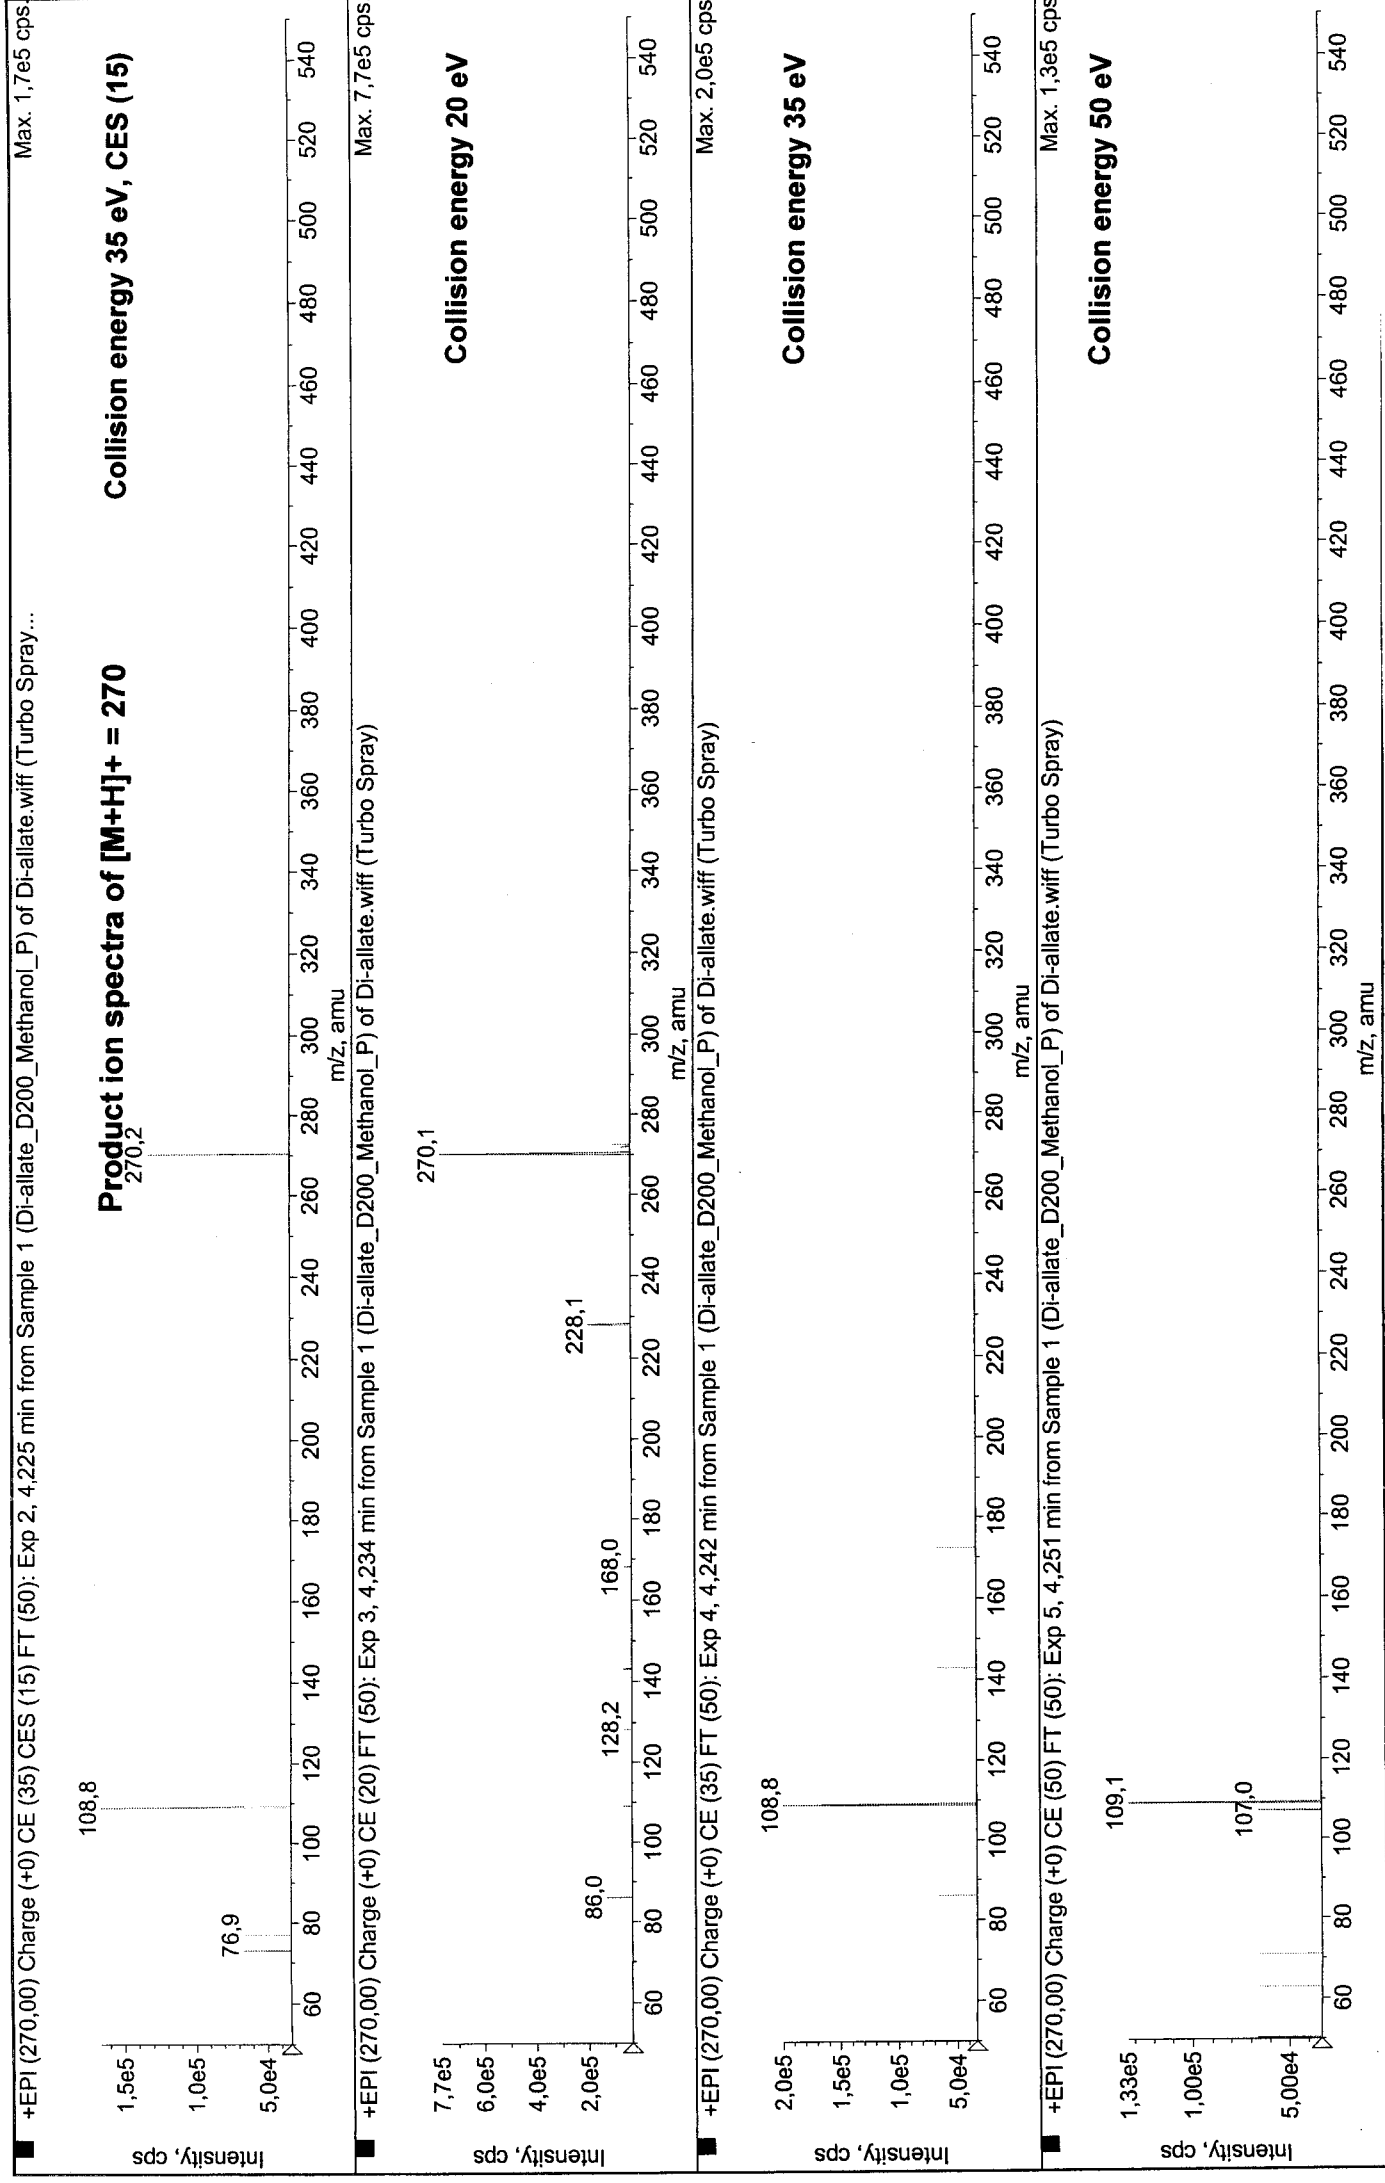 +EPI (270,00) Charge (+0) CE (35) CES (15) FT (50): Exp 2, 4,225 min from Sample 1 (Di-allate_D200_Methanol_P) of Di-allate.wiff (Turbo Spray...
Max. 1,7e5 cps.
Product ion spectra of [M+H]+ = 270
Collision energy 35 eV, CES (15)
Intensity, cps
1,5e5
1,0e5
5,0e4
76,9
108,8
270,2
60 80 100 120 140 160 180 200 220 240 260 280 300 320 340 360 380 400 420 440 460 480 500 520 540
m/z, amu
+EPI (270,00) Charge (+0) CE (20) FT (50): Exp 3, 4,234 min from Sample 1 (Di-allate_D200_Methanol_P) of Di-allate.wiff (Turbo Spray)
Max. 7,7e5 cps
Collision energy 20 eV
Intensity, cps
7,7e5
6,0e5
4,0e5
2,0e5
86,0
128,2
168,0
228,1
270,1
60 80 100 120 140 160 180 200 220 240 260 280 300 320 340 360 380 400 420 440 460 480 500 520 540
m/z, amu
+EPI (270,00) Charge (+0) CE (35) FT (50): Exp 4, 4,242 min from Sample 1 (Di-allate_D200_Methanol_P) of Di-allate.wiff (Turbo Spray)
Max. 2,0e5 cps
Collision energy 35 eV
Intensity, cps
2,0e5
1,5e5
1,0e5
5,0e4
108,8
60 80 100 120 140 160 180 200 220 240 260 280 300 320 340 360 380 400 420 440 460 480 500 520 540
m/z, amu
+EPI (270,00) Charge (+0) CE (50) FT (50): Exp 5, 4,251 min from Sample 1 (Di-allate_D200_Methanol_P) of Di-allate.wiff (Turbo Spray)
Max. 1,3e5 cps
Collision energy 50 eV
Intensity, cps
1,33e5
1,00e5
5,00e4
109,1
107,0
60 80 100 120 140 160 180 200 220 240 260 280 300 320 340 360 380 400 420 440 460 480 500 520 540
m/z, amu